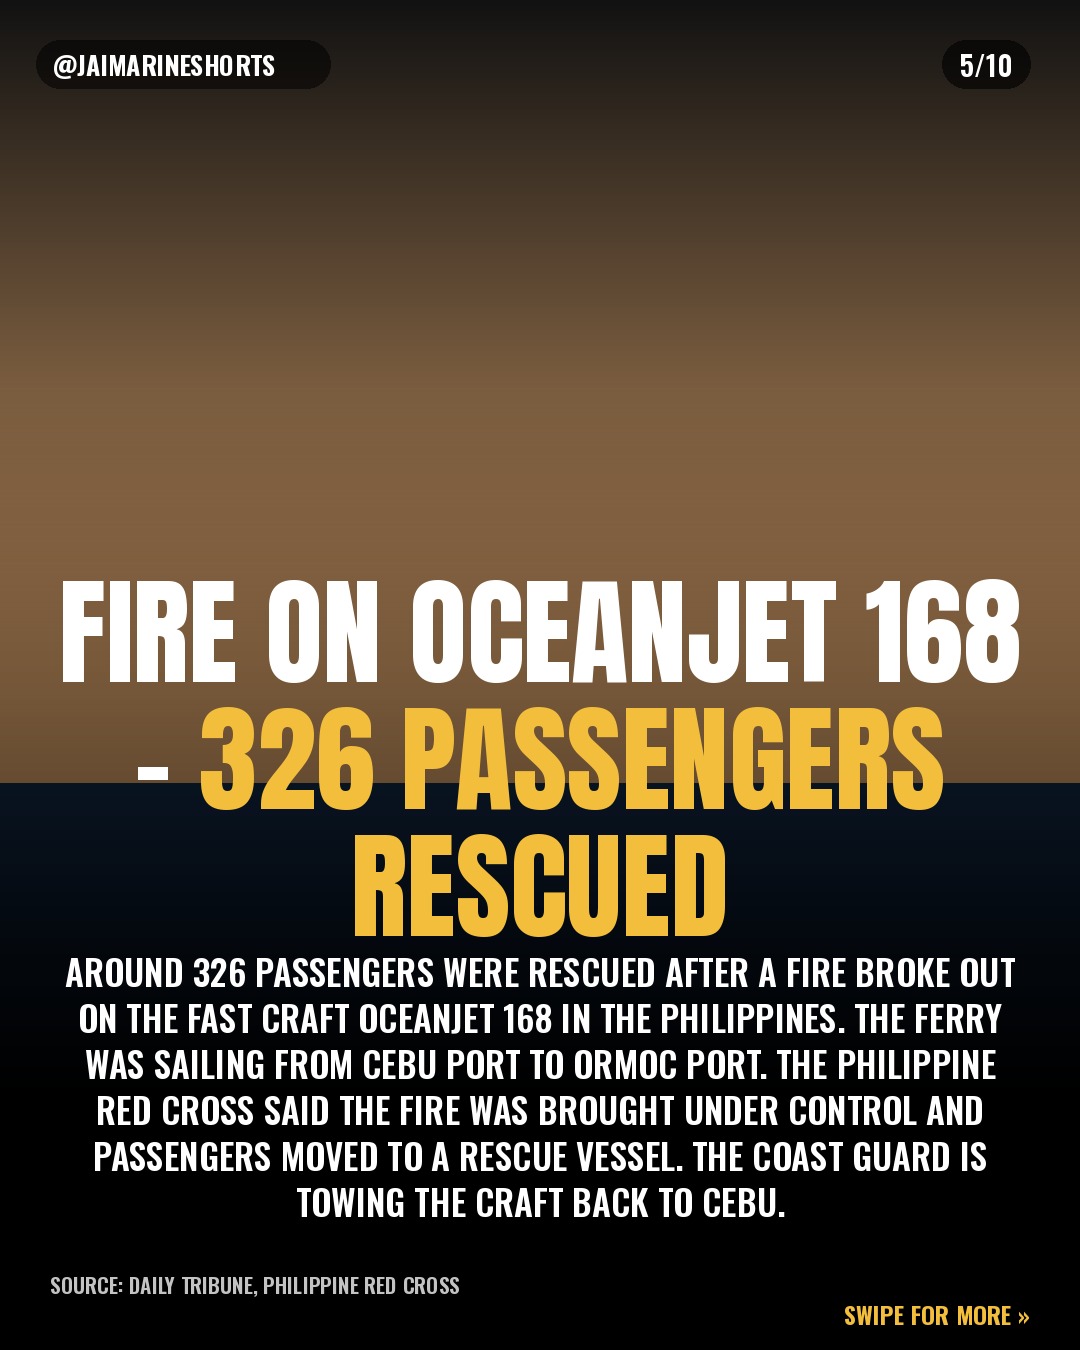 @JAIMARINESHORTS
5/10
FIRE ON OCEANJET 168
- 326 PASSENGERS
RESCUED
AROUND 326 PASSENGERS WERE RESCUED AFTER A FIRE BROKE OUT
ON THE FAST CRAFT OCEANJET 168 IN THE PHILIPPINES. THE FERRY
WAS SAILING FROM CEBU PORT TO ORMOC PORT. THE PHILIPPINE
RED CROSS SAID THE FIRE WAS BROUGHT UNDER CONTROL AND
PASSENGERS MOVED TO A RESCUE VESSEL. THE COAST GUARD IS
TOWING THE CRAFT BACK TO CEBU.
SOURCE: DAILY TRIBUNE, PHILIPPINE RED CROSS
SWIPE FOR MORE »